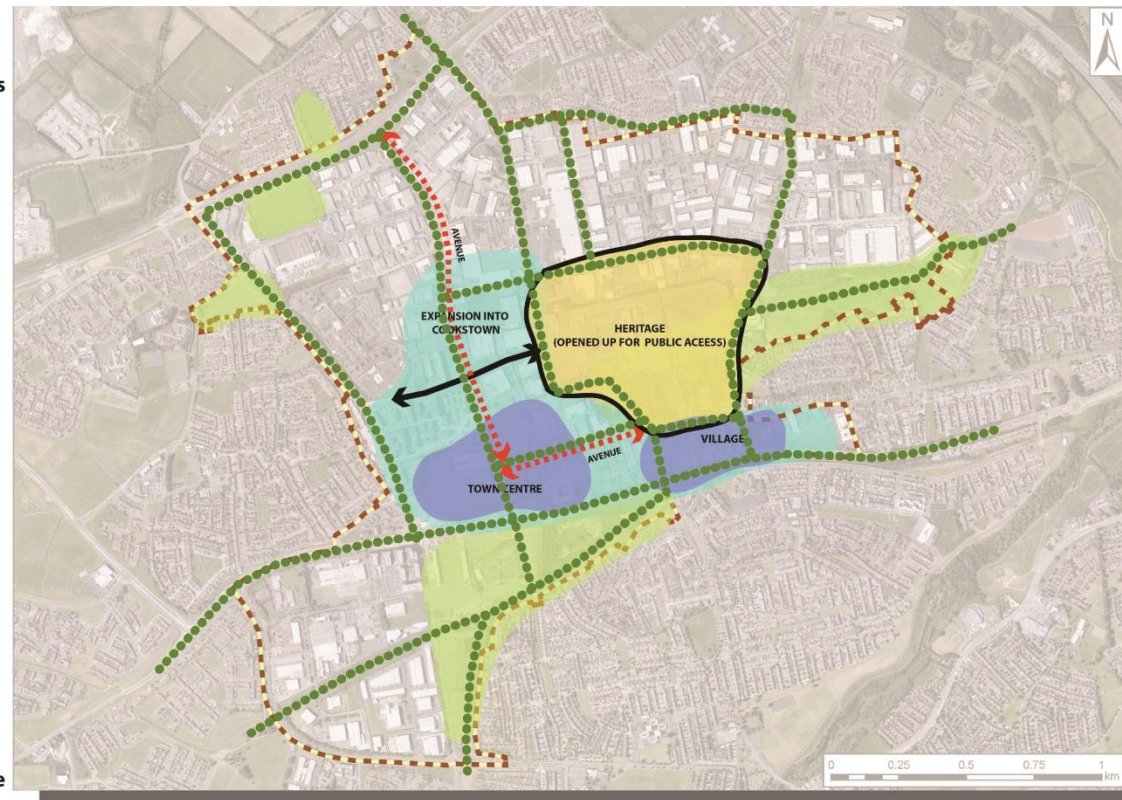 s
N
AVENUE
EXPANSION INTO
COOKSTOWN
HERITAGE
(OPENED UP FOR PUBLIC ACEESS)
VILLAGE
AVENUE
TOWN CENTRE
0 0.25 0.5 0.75 1
km
e